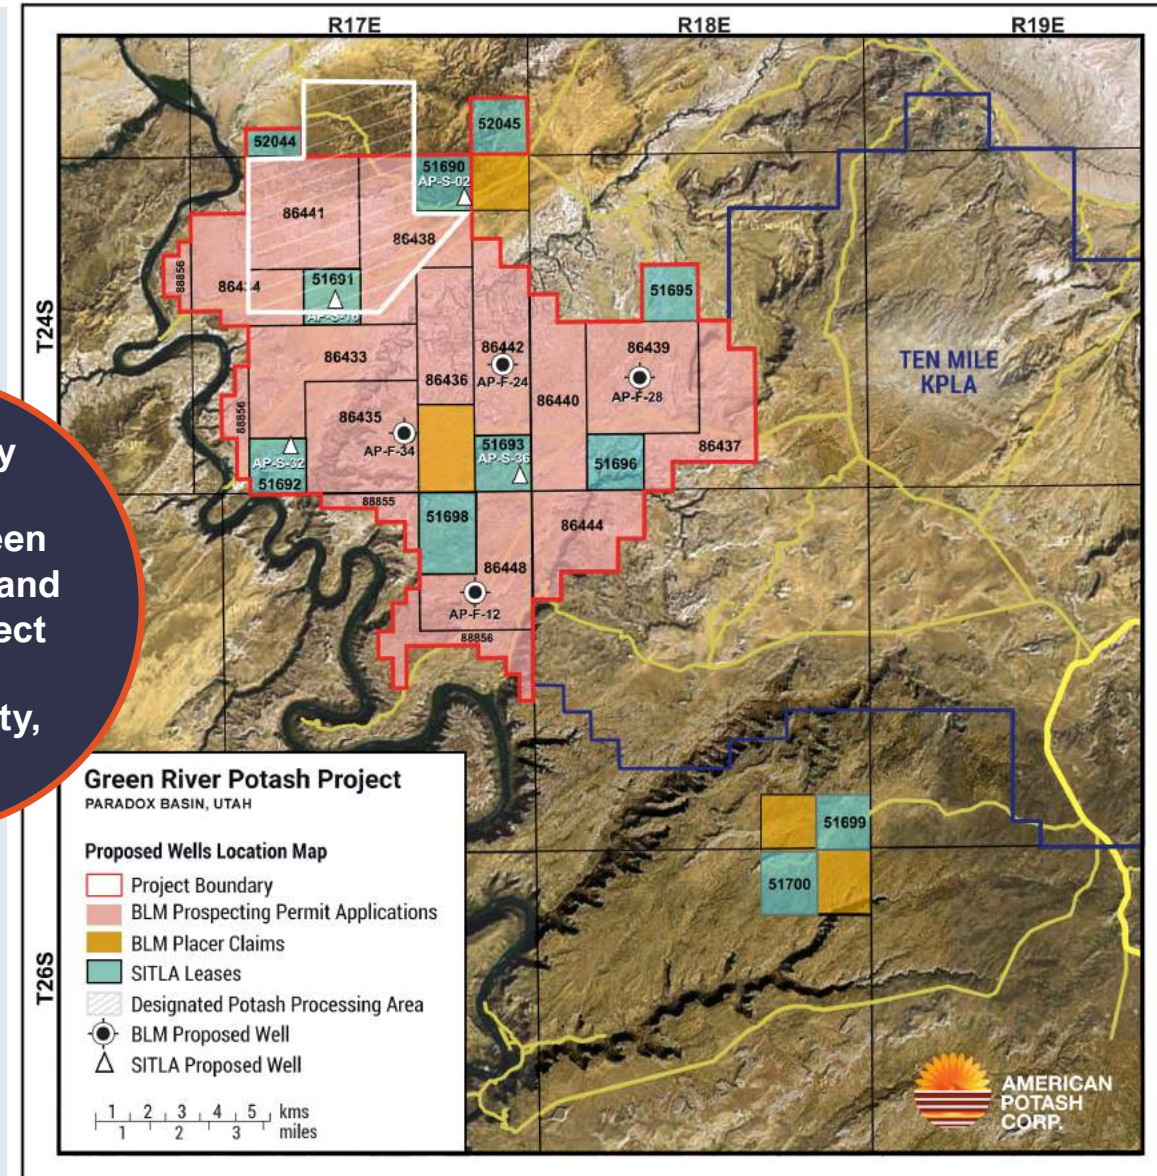 R17E
R18E
R19E
52045
52044
51690
AP-S-02
86441
86438
88856
86434
51691
AP-S-16
51695
T24S
86433
86442
AP-F-24
86439
AP-F-28
TEN MILE
KPLA
86436
86440
86435
88856
AP-F-34
86437
51693
AP-S-36
AP-S-32
51692
51696
88855
51698
86444
86448
AP-F-12
88856
y
een
and
ect
ty,
Green River Potash Project
PARADOX BASIN, UTAH
Proposed Wells Location Map
Project Boundary
BLM Prospecting Permit Applications
BLM Placer Claims
SITLA Leases
Designated Potash Processing Area
BLM Proposed Well
SITLA Proposed Well
1 2 3 4 5 kms
1 2 3 miles
51699
51700
T26S
AMERICAN
POTASH
CORP.